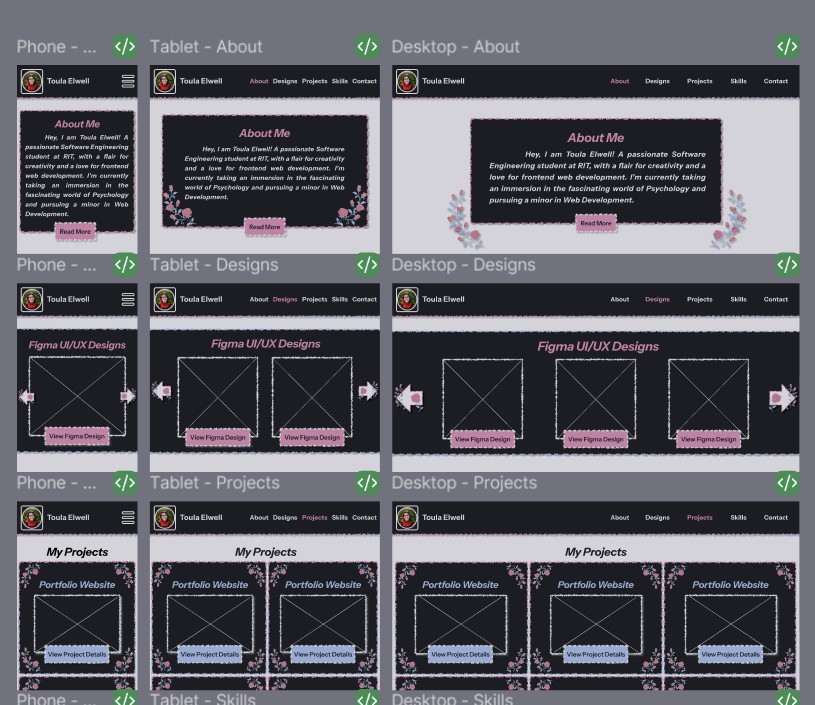 Phone - ...
</>
Tablet - About
</>
Desktop - About
</>
Toula Elwell
Toula Elwell
About Designs Projects Skills Contact
Toula Elwell
About Designs Projects Skills Contact
About Me
Hey, I am Toula Elwell! A
passionate Software Engineering
student at RIT, with a flair for
creativity and a love for frontend
web development. I'm currently
taking an immersion in the
fascinating world of Psychology
and pursuing a minor in Web
Development.
Read More
About Me
Hey, I am Toula Elwell! A passionate Software
Engineering student at RIT, with a flair for creativity
and a love for frontend web development. I'm
currently taking an immersion in the fascinating
world of Psychology and pursuing a minor in Web
Development.
Read More
About Me
Hey, I am Toula Elwell! A passionate Software
Engineering student at RIT, with a flair for creativity and a
love for frontend web development. I'm currently taking
an immersion in the fascinating world of Psychology and
pursuing a minor in Web Development.
Read More
Phone - ...
</>
Tablet - Designs
</>
Desktop - Designs
</>
Toula Elwell
Toula Elwell
About Designs Projects Skills Contact
Toula Elwell
About Designs Projects Skills Contact
Figma UI/UX Designs
View Figma Design
Figma UI/UX Designs
View Figma Design
View Figma Design
Figma UI/UX Designs
View Figma Design
View Figma Design
View Figma Design
Phone - ...
</>
Tablet - Projects
</>
Desktop - Projects
</>
Toula Elwell
Toula Elwell
About Designs Projects Skills Contact
Toula Elwell
About Designs Projects Skills Contact
My Projects
Portfolio Website
View Project Details
My Projects
Portfolio Website
View Project Details
Portfolio Website
View Project Details
My Projects
Portfolio Website
View Project Details
Portfolio Website
View Project Details
Portfolio Website
View Project Details
Phone - ...
</>
Tablet - Skills
</>
Desktop - Skills
</>